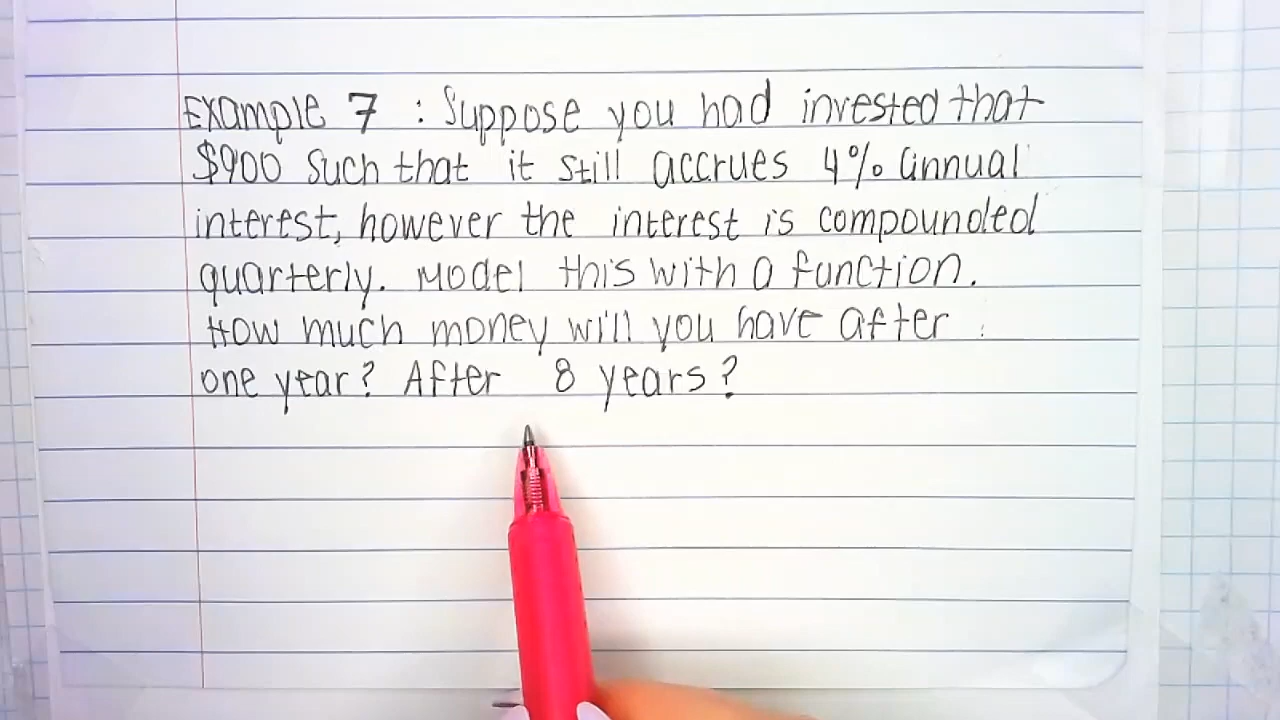 Example 7 : Suppose you had invested that
$900 such that it still accrues 4% annual
interest, however the interest is compounded
quarterly. Model this with a function.
How much money will you have after
one year? After 8 years?